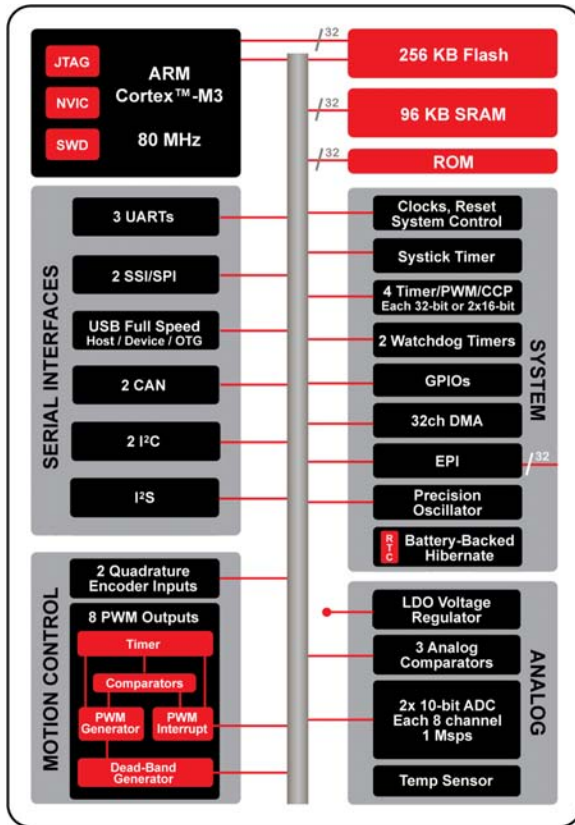 JTAG
NVIC
SWD
ARM
Cortex™-M3
80 MHz
32
256 KB Flash
32
96 KB SRAM
32
ROM
SERIAL INTERFACES
3 UARTs
2 SSI/SPI
USB Full Speed
Host / Device / OTG
2 CAN
2 I²C
I²S
SYSTEM
Clocks, Reset
System Control
Systick Timer
4 Timer/PWM/CCP
Each 32-bit or 2x16-bit
2 Watchdog Timers
GPIOs
32ch DMA
EPI
32
Precision
Oscillator
RTC
Battery-Backed
Hibernate
MOTION CONTROL
2 Quadrature
Encoder Inputs
8 PWM Outputs
Timer
Comparators
PWM
Generator
PWM
Interrupt
Dead-Band
Generator
ANALOG
LDO Voltage
Regulator
3 Analog
Comparators
2x 10-bit ADC
Each 8 channel
1 Msps
Temp Sensor